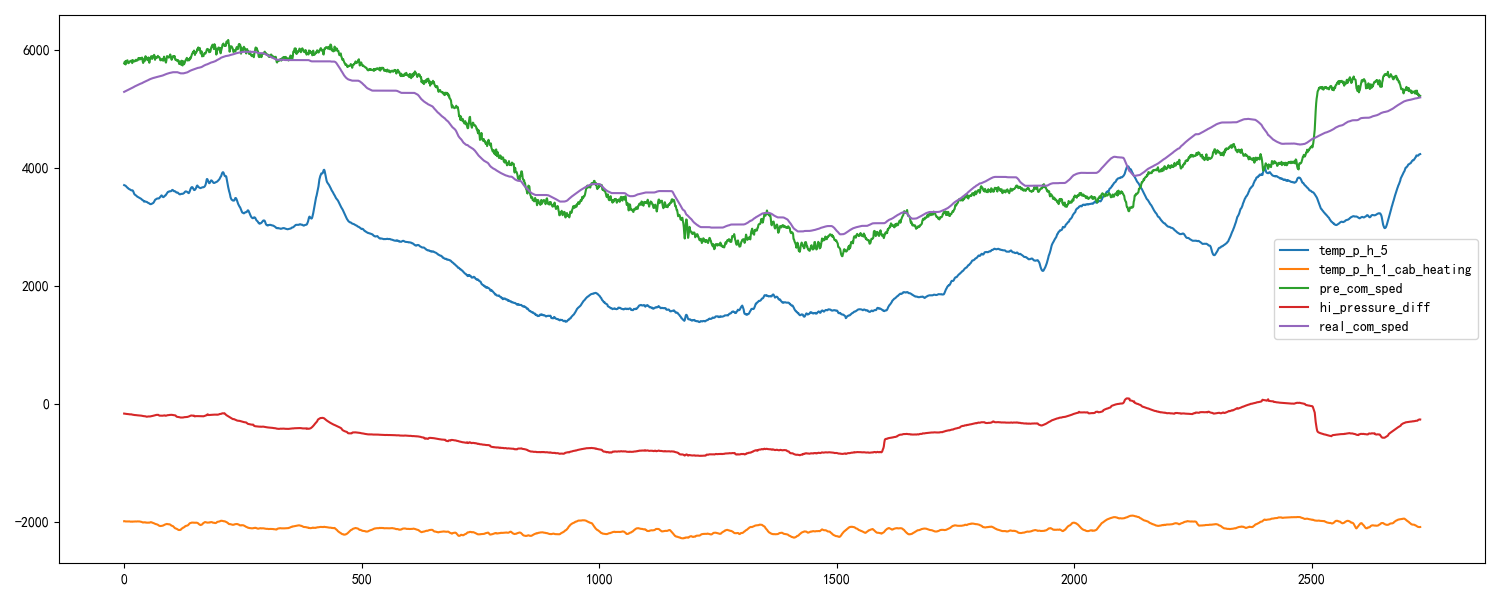 6000
4000
2000
0
−2000
0
500
1000
1500
2000
2500
temp_p_h_5
temp_p_h_1_cab_heating
pre_com_sped
hi_pressure_diff
real_com_sped